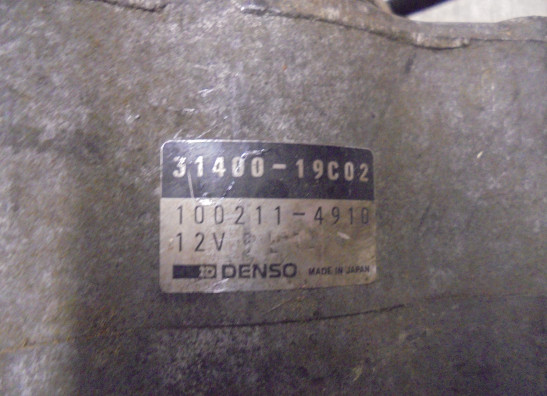 31400-19C02
100211-4910
12V
DENSO MADE IN JAPAN